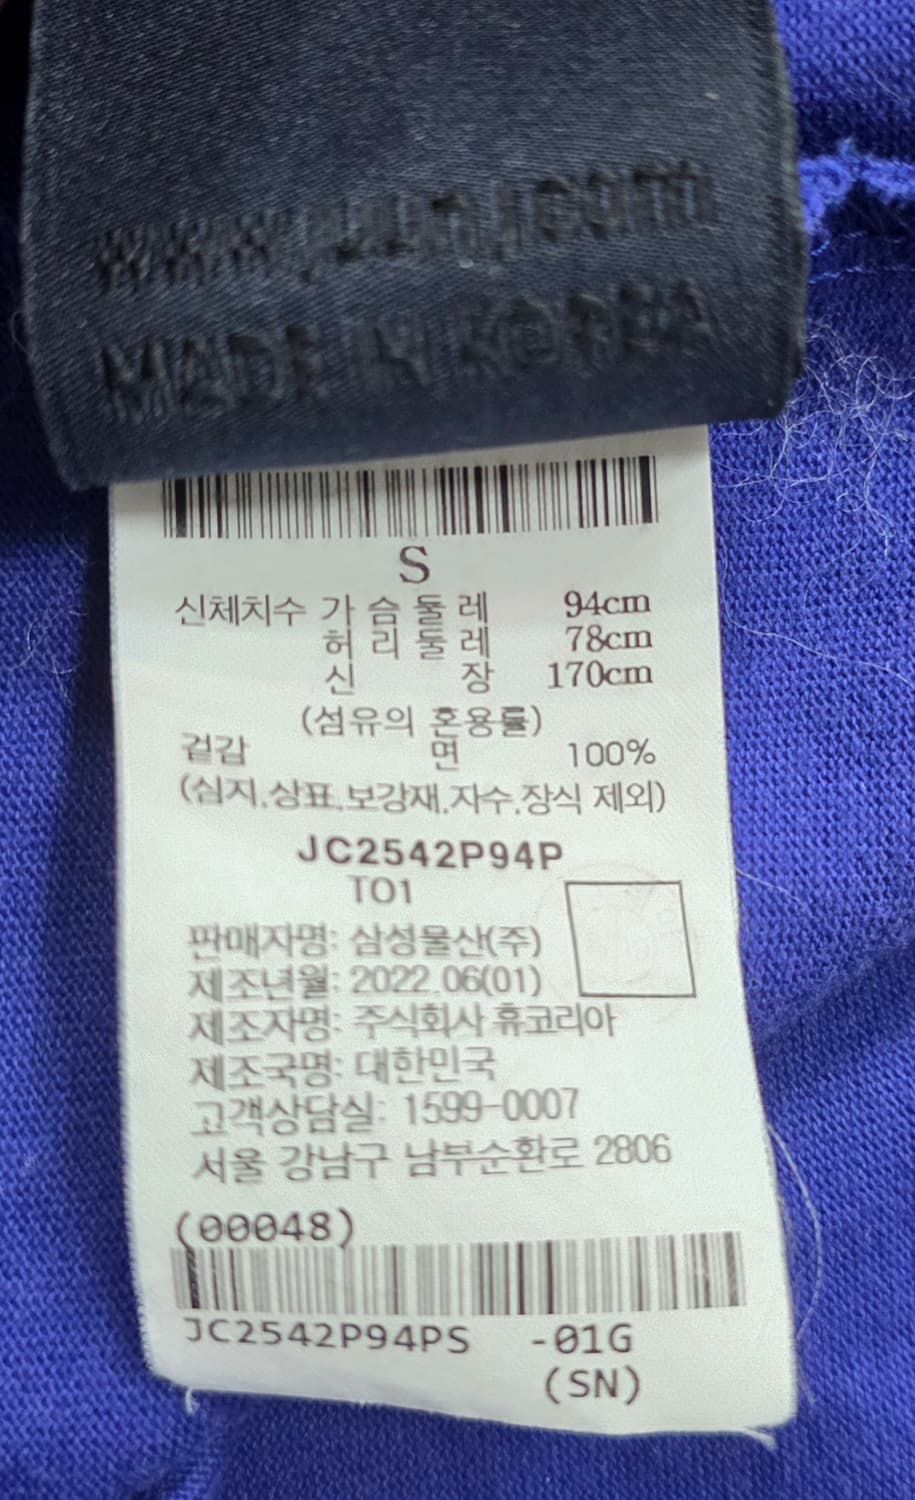 www.juunj.com
MADE IN KOREA
S
신체치수 가슴둘레 94cm
허리둘레 78cm
신장 170cm
(섬유의 혼용률)
겉감 면 100%
(심지,상표,보강재,자수,장식 제외)
JC2542P94P
TO1
판매자명: 삼성물산(주)
제조년월: 2022.06(01)
제조자명: 주식회사 휴코리아
제조국명: 대한민국
고객상담실: 1599-0007
서울 강남구 남부순환로 2806
(00048)
JC2542P94PS -01G
(SN)